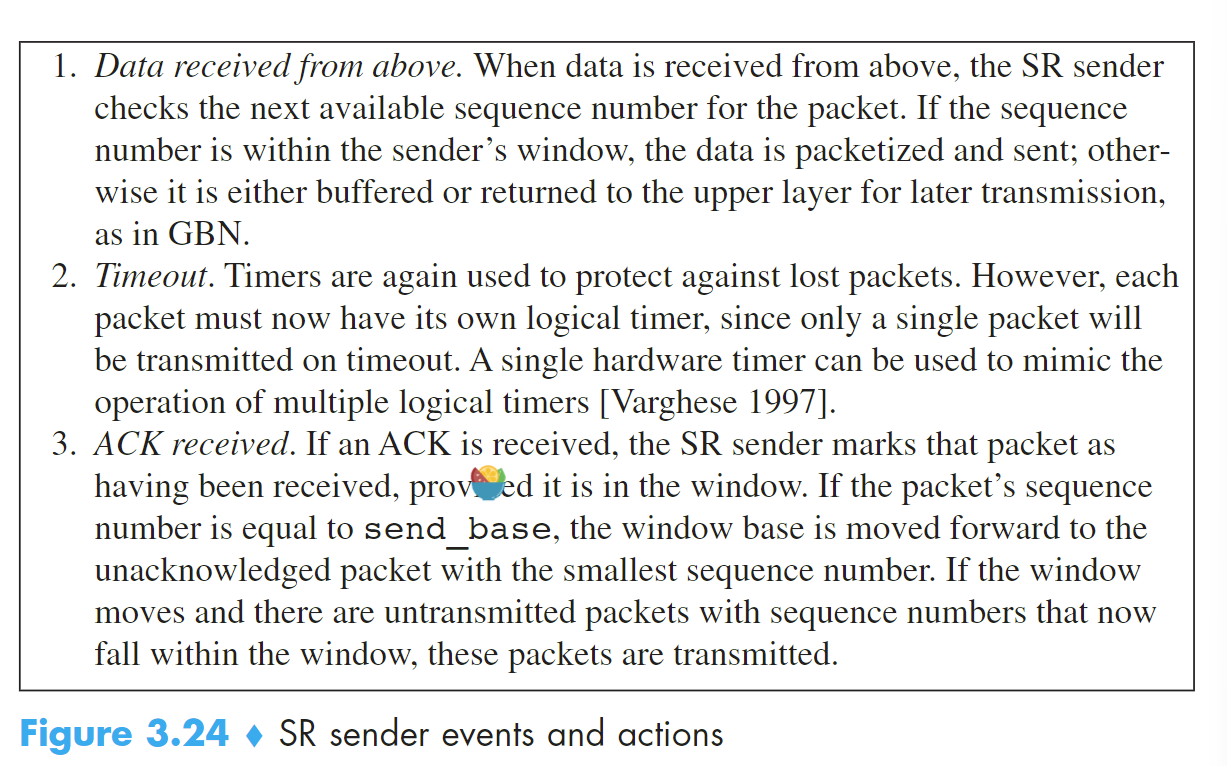 1. Data received from above. When data is received from above, the SR sender
checks the next available sequence number for the packet. If the sequence
number is within the sender’s window, the data is packetized and sent; other-
wise it is either buffered or returned to the upper layer for later transmission,
as in GBN.
2. Timeout. Timers are again used to protect against lost packets. However, each
packet must now have its own logical timer, since only a single packet will
be transmitted on timeout. A single hardware timer can be used to mimic the
operation of multiple logical timers [Varghese 1997].
3. ACK received. If an ACK is received, the SR sender marks that packet as
having been received, it is in the window. If the packet’s sequence
number is equal to send_base, the window base is moved forward to the
unacknowledged packet with the smallest sequence number. If the window
moves and there are untransmitted packets with sequence numbers that now
fall within the window, these packets are transmitted.
Figure 3.24 ♦ SR sender events and actions